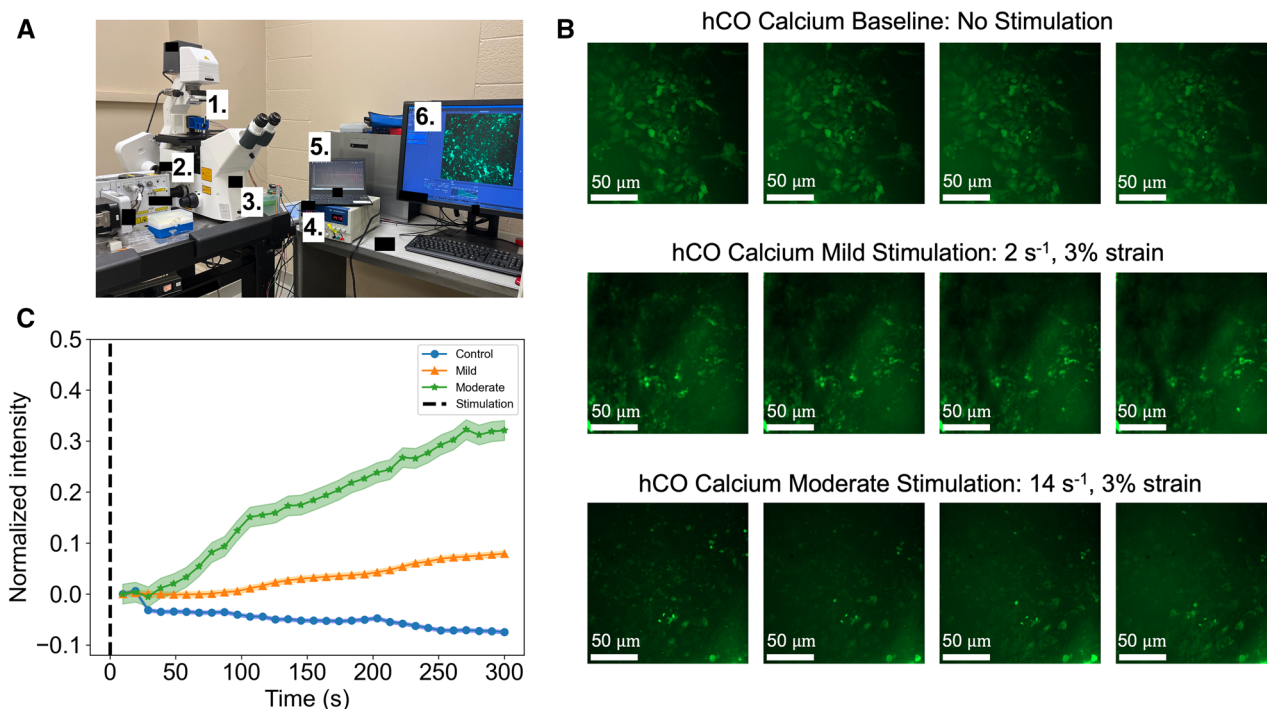 A
1.
2.
3.
4.
5.
6.
B
hCO Calcium Baseline: No Stimulation
50 μm
50 μm
50 μm
50 μm
hCO Calcium Mild Stimulation: 2 s⁻¹, 3% strain
50 μm
50 μm
50 μm
50 μm
hCO Calcium Moderate Stimulation: 14 s⁻¹, 3% strain
50 μm
50 μm
50 μm
50 μm
C
Normalized intensity
0.5
0.4
0.3
0.2
0.1
0.0
−0.1
Control
Mild
Moderate
Stimulation
0
50
100
150
200
250
300
Time (s)